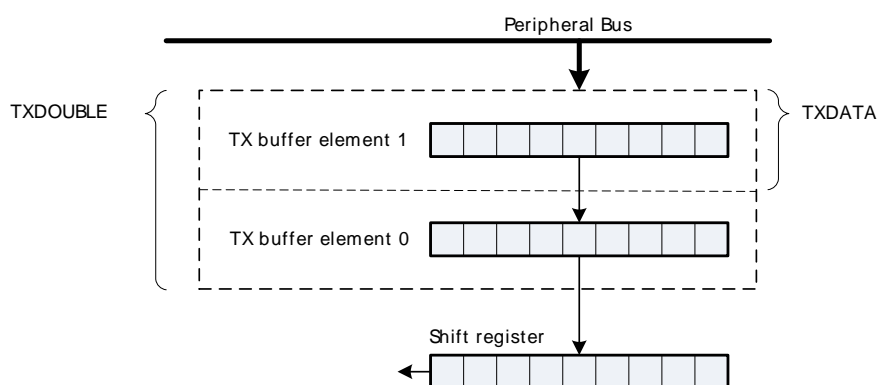 Peripheral Bus
TXDOUBLE
TXDATA
TX buffer element 1
TX buffer element 0
Shift register